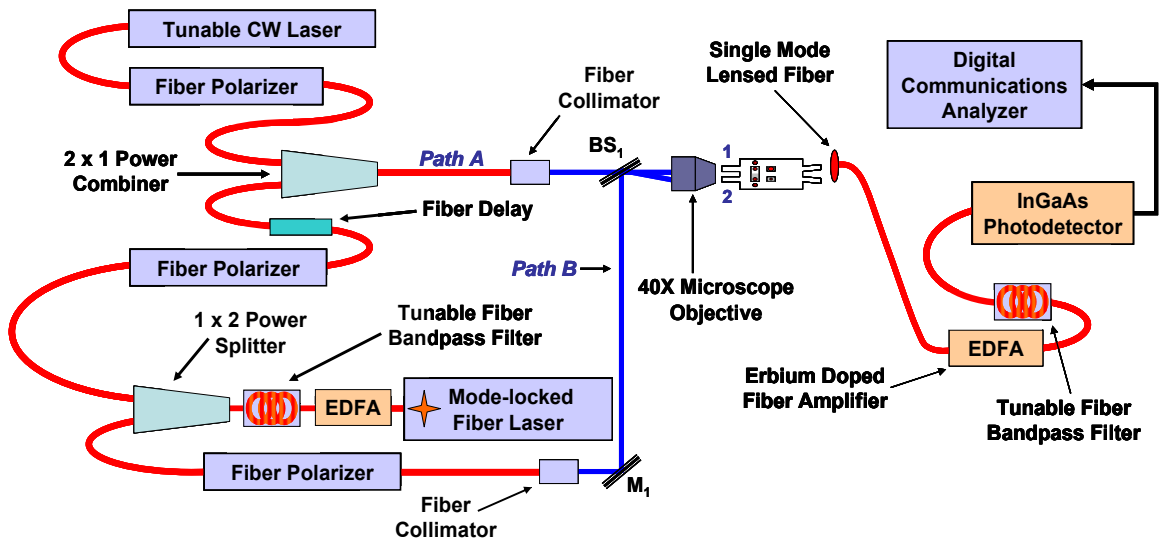 Tunable CW Laser
Fiber Polarizer
2 x 1 Power
Combiner
Path A
Fiber
Collimator
BS1
1
2
Single Mode
Lensed Fiber
Digital
Communications
Analyzer
Fiber Delay
InGaAs
Photodetector
Fiber Polarizer
Path B
40X Microscope
Objective
1 x 2 Power
Splitter
Tunable Fiber
Bandpass Filter
EDFA
Mode-locked
Fiber Laser
EDFA
Erbium Doped
Fiber Amplifier
Tunable Fiber
Bandpass Filter
Fiber Polarizer
M1
Fiber
Collimator